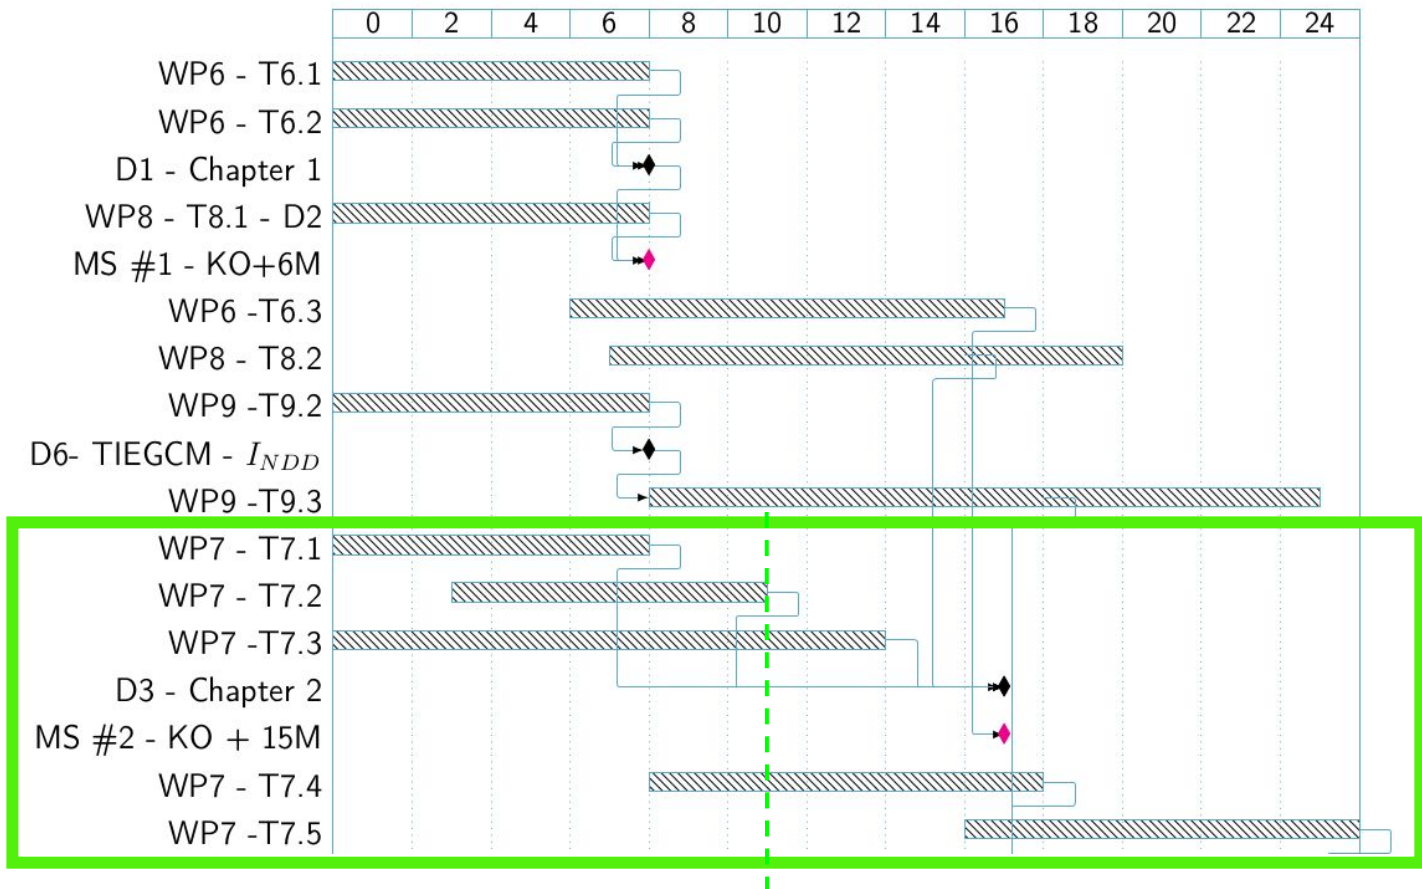 0 2 4 6 8 10 12 14 16 18 20 22 24
WP6 - T6.1
WP6 - T6.2
D1 - Chapter 1
WP8 - T8.1 - D2
MS #1 - KO+6M
WP6 -T6.3
WP8 - T8.2
WP9 -T9.2
D6- TIEGCM - I_{NDD}
WP9 -T9.3
WP7 - T7.1
WP7 - T7.2
WP7 -T7.3
D3 - Chapter 2
MS #2 - KO + 15M
WP7 - T7.4
WP7 -T7.5